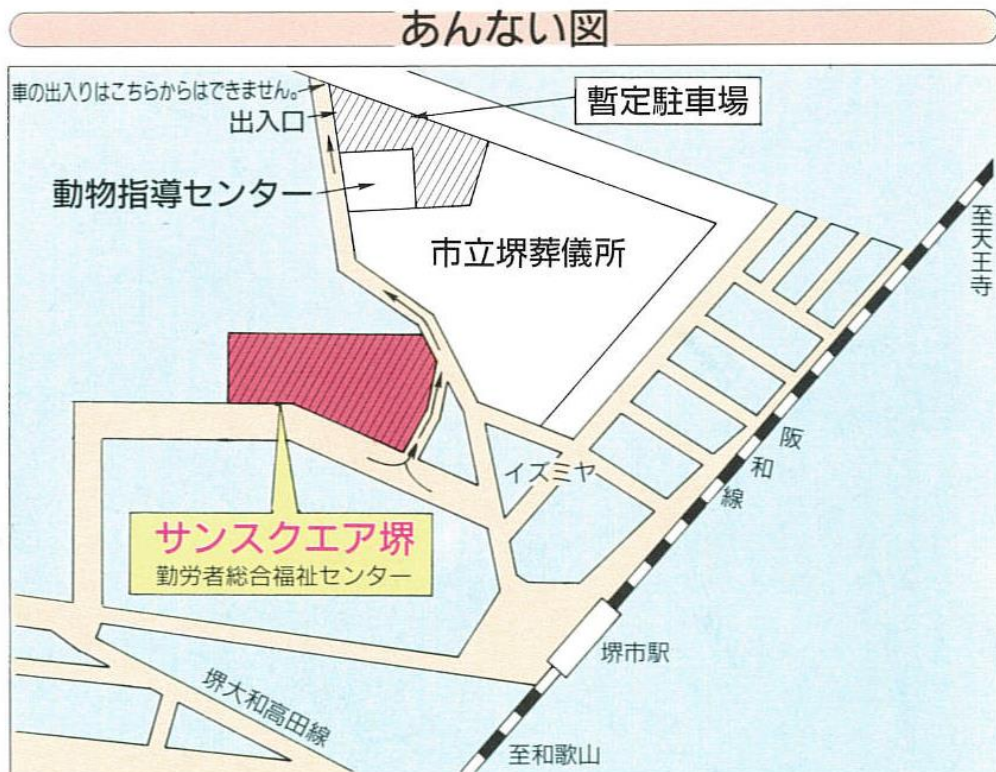 あんない図
車の出入りはこちらからはできません。
出入口
暫定駐車場
動物指導センター
市立堺葬儀所
至天王寺
阪和線
イズミヤ
サンスクエア堺
勤労者総合福祉センター
堺市駅
堺大和高田線
至和歌山